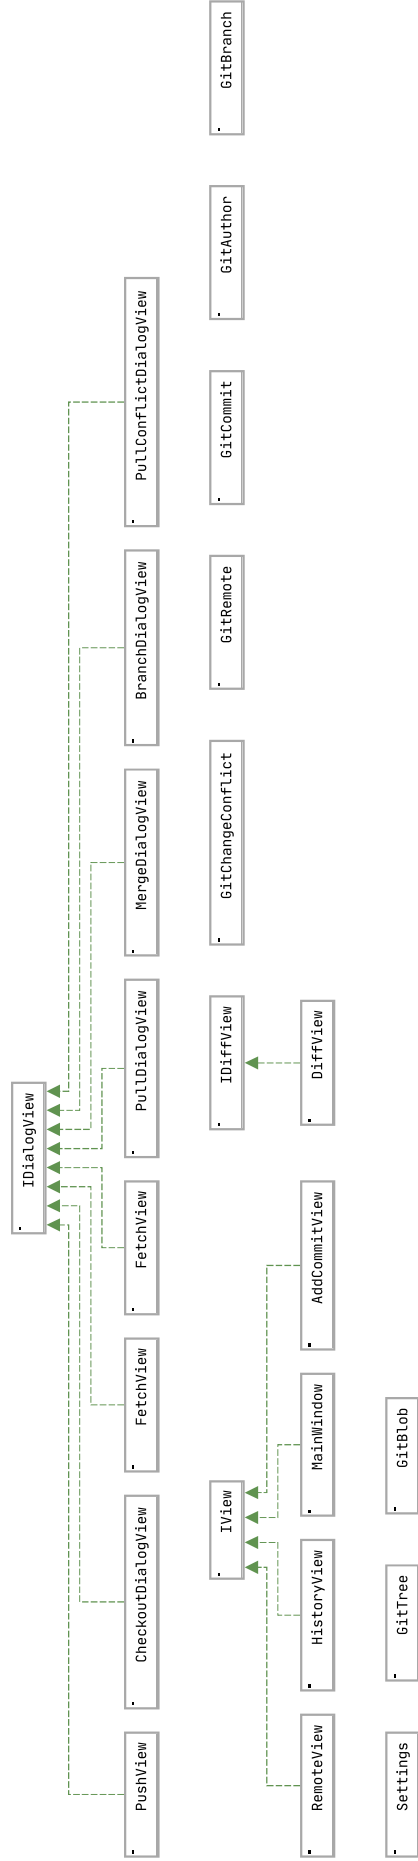 IDialogView
PushView
CheckoutDialogView
FetchView
FetchView
PullDialogView
MergeDialogView
BranchDialogView
PullConflictDialogView
IView
IDiffView
GitChangeConflict
GitRemote
GitCommit
GitAuthor
GitBranch
RemoteView
HistoryView
MainWindow
AddCommitView
DiffView
Settings
GitTree
GitBlob